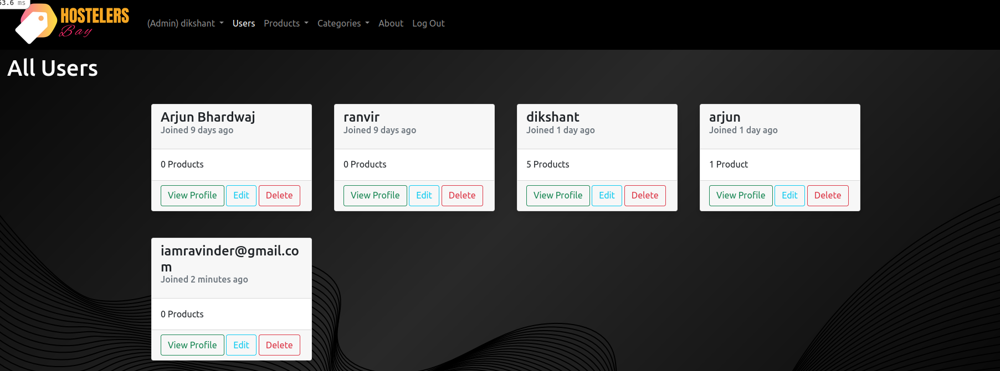 53.6 ms
HOSTELERS
Bay
(Admin) dikshant Users Products Categories About Log Out
All Users
Arjun Bhardwaj
Joined 9 days ago
0 Products
View Profile Edit Delete
ranvir
Joined 9 days ago
0 Products
View Profile Edit Delete
dikshant
Joined 1 day ago
5 Products
View Profile Edit Delete
arjun
Joined 1 day ago
1 Product
View Profile Edit Delete
iamravinder@gmail.co
m
Joined 2 minutes ago
0 Products
View Profile Edit Delete